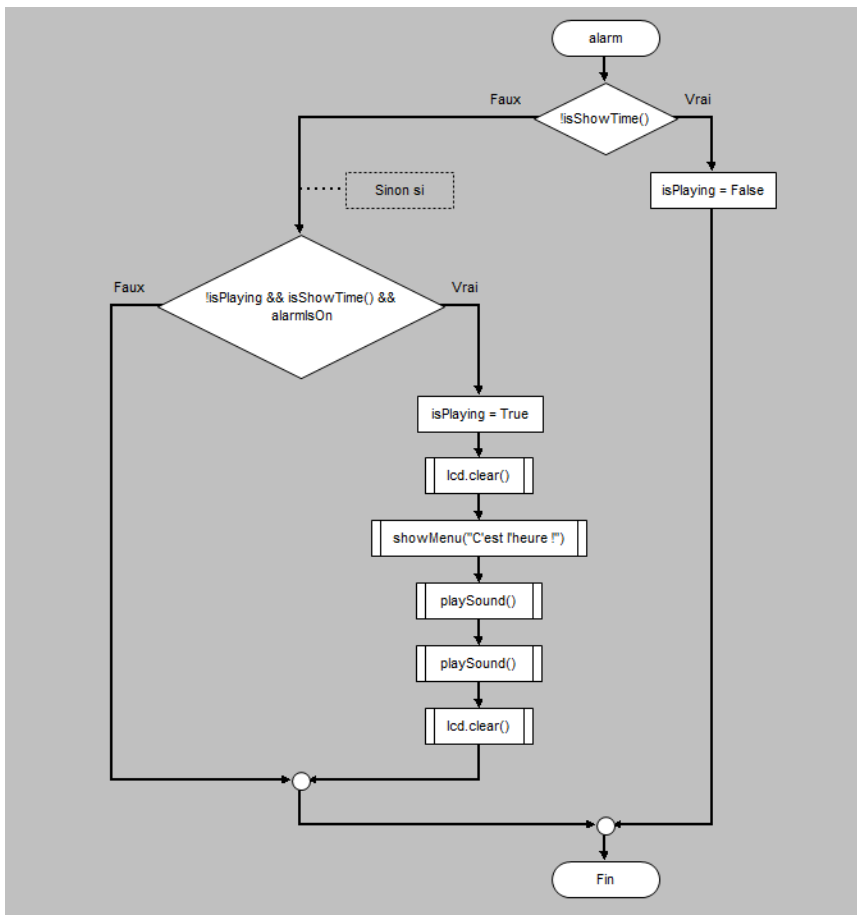 alarm
Faux
Vrai
!isShowTime()
Sinon si
isPlaying = False
Faux
Vrai
!isPlaying && isShowTime() &&
alarmIsOn
isPlaying = True
lcd.clear()
showMenu("C'est l'heure !")
playSound()
playSound()
lcd.clear()
Fin